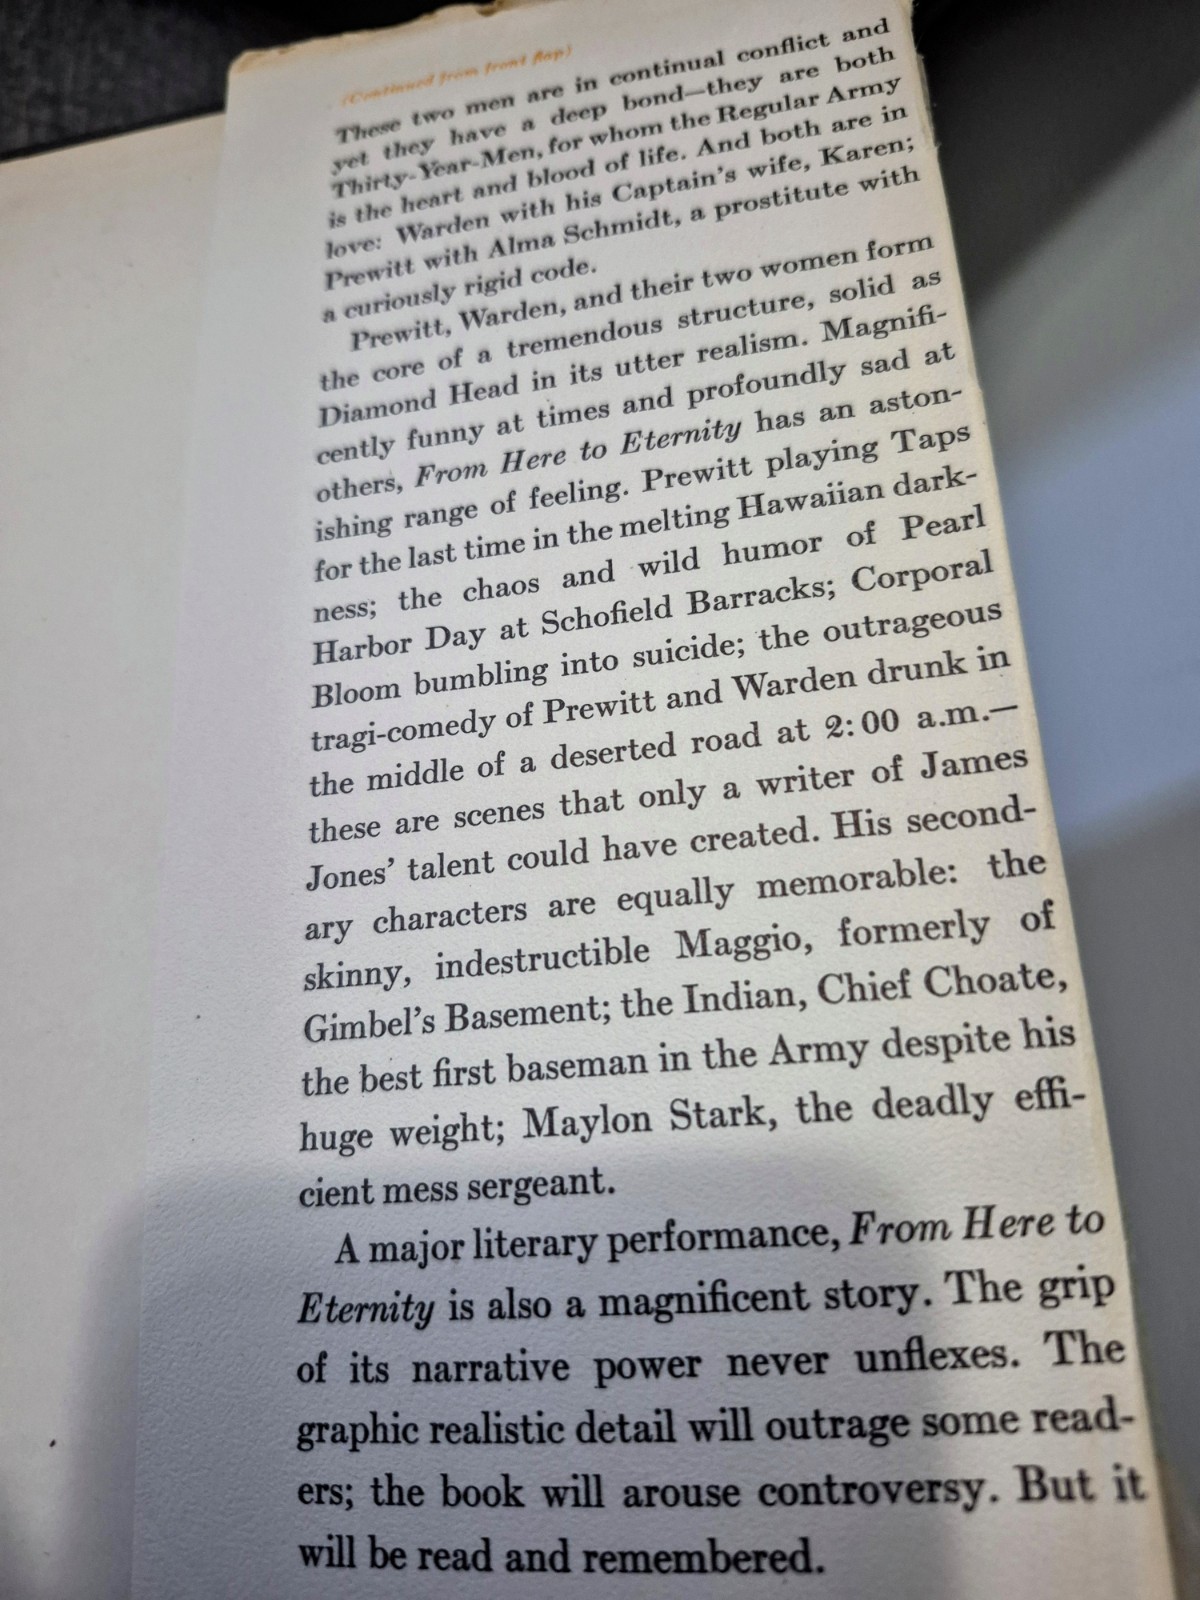 (Continued from front flap)
These two men are in continual conflict and
yet they have a deep bond—they are both
Thirty-Year-Men, for whom the Regular Army
is the heart and blood of life. And both are in
love: Warden with his Captain's wife, Karen;
Prewitt with Alma Schmidt, a prostitute with
a curiously rigid code.
Prewitt, Warden, and their two women form
the core of a tremendous structure, solid as
Diamond Head in its utter realism. Magnifi-
cently funny at times and profoundly sad at
others, From Here to Eternity has an aston-
ishing range of feeling. Prewitt playing Taps
for the last time in the melting Hawaiian dark-
ness; the chaos and wild humor of Pearl
Harbor Day at Schofield Barracks; Corporal
Bloom bumbling into suicide; the outrageous
tragi-comedy of Prewitt and Warden drunk in
the middle of a deserted road at 2:00 a.m.—
these are scenes that only a writer of James
Jones' talent could have created. His second-
ary characters are equally memorable: the
skinny, indestructible Maggio, formerly of
Gimbel's Basement; the Indian, Chief Choate,
the best first baseman in the Army despite his
huge weight; Maylon Stark, the deadly effi-
cient mess sergeant.
A major literary performance, From Here to
Eternity is also a magnificent story. The grip
of its narrative power never unflexes. The
graphic realistic detail will outrage some read-
ers; the book will arouse controversy. But it
will be read and remembered.